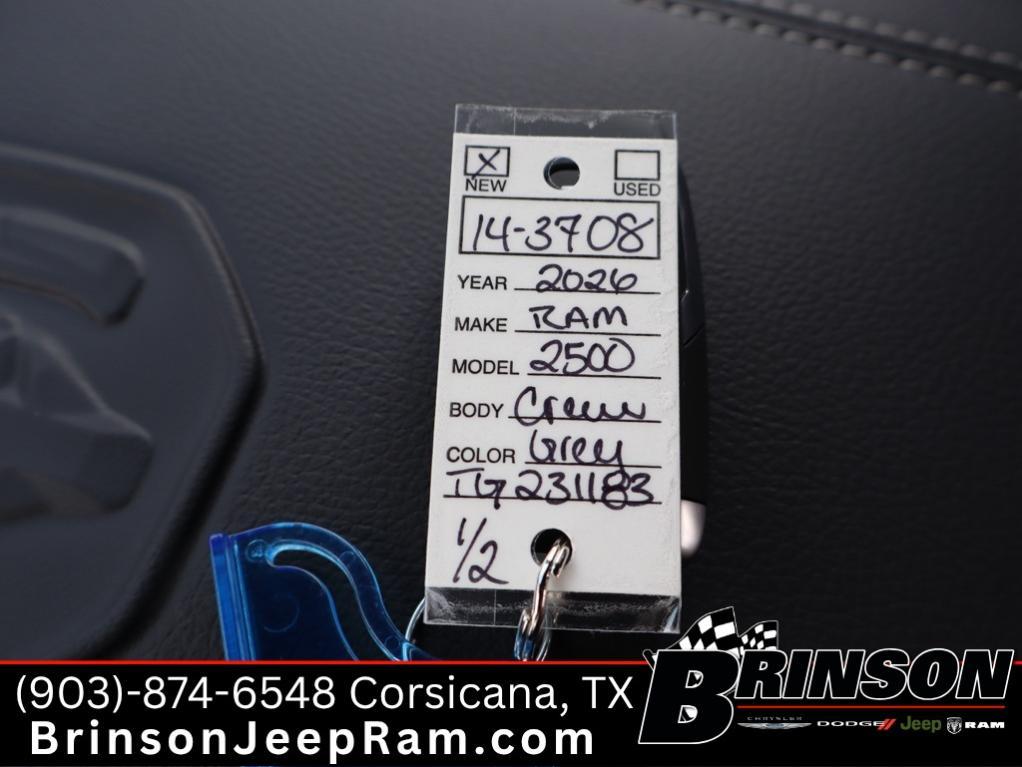 X
NEW USED
14-3708
YEAR 2026
MAKE RAM
MODEL 2500
BODY Crew
COLOR Grey
TG231183
1/2
(903)-874-6548 Corsicana, TX
BrinsonJeepRam.com
BRINSON
CHRYSLER DODGE// Jeep RAM